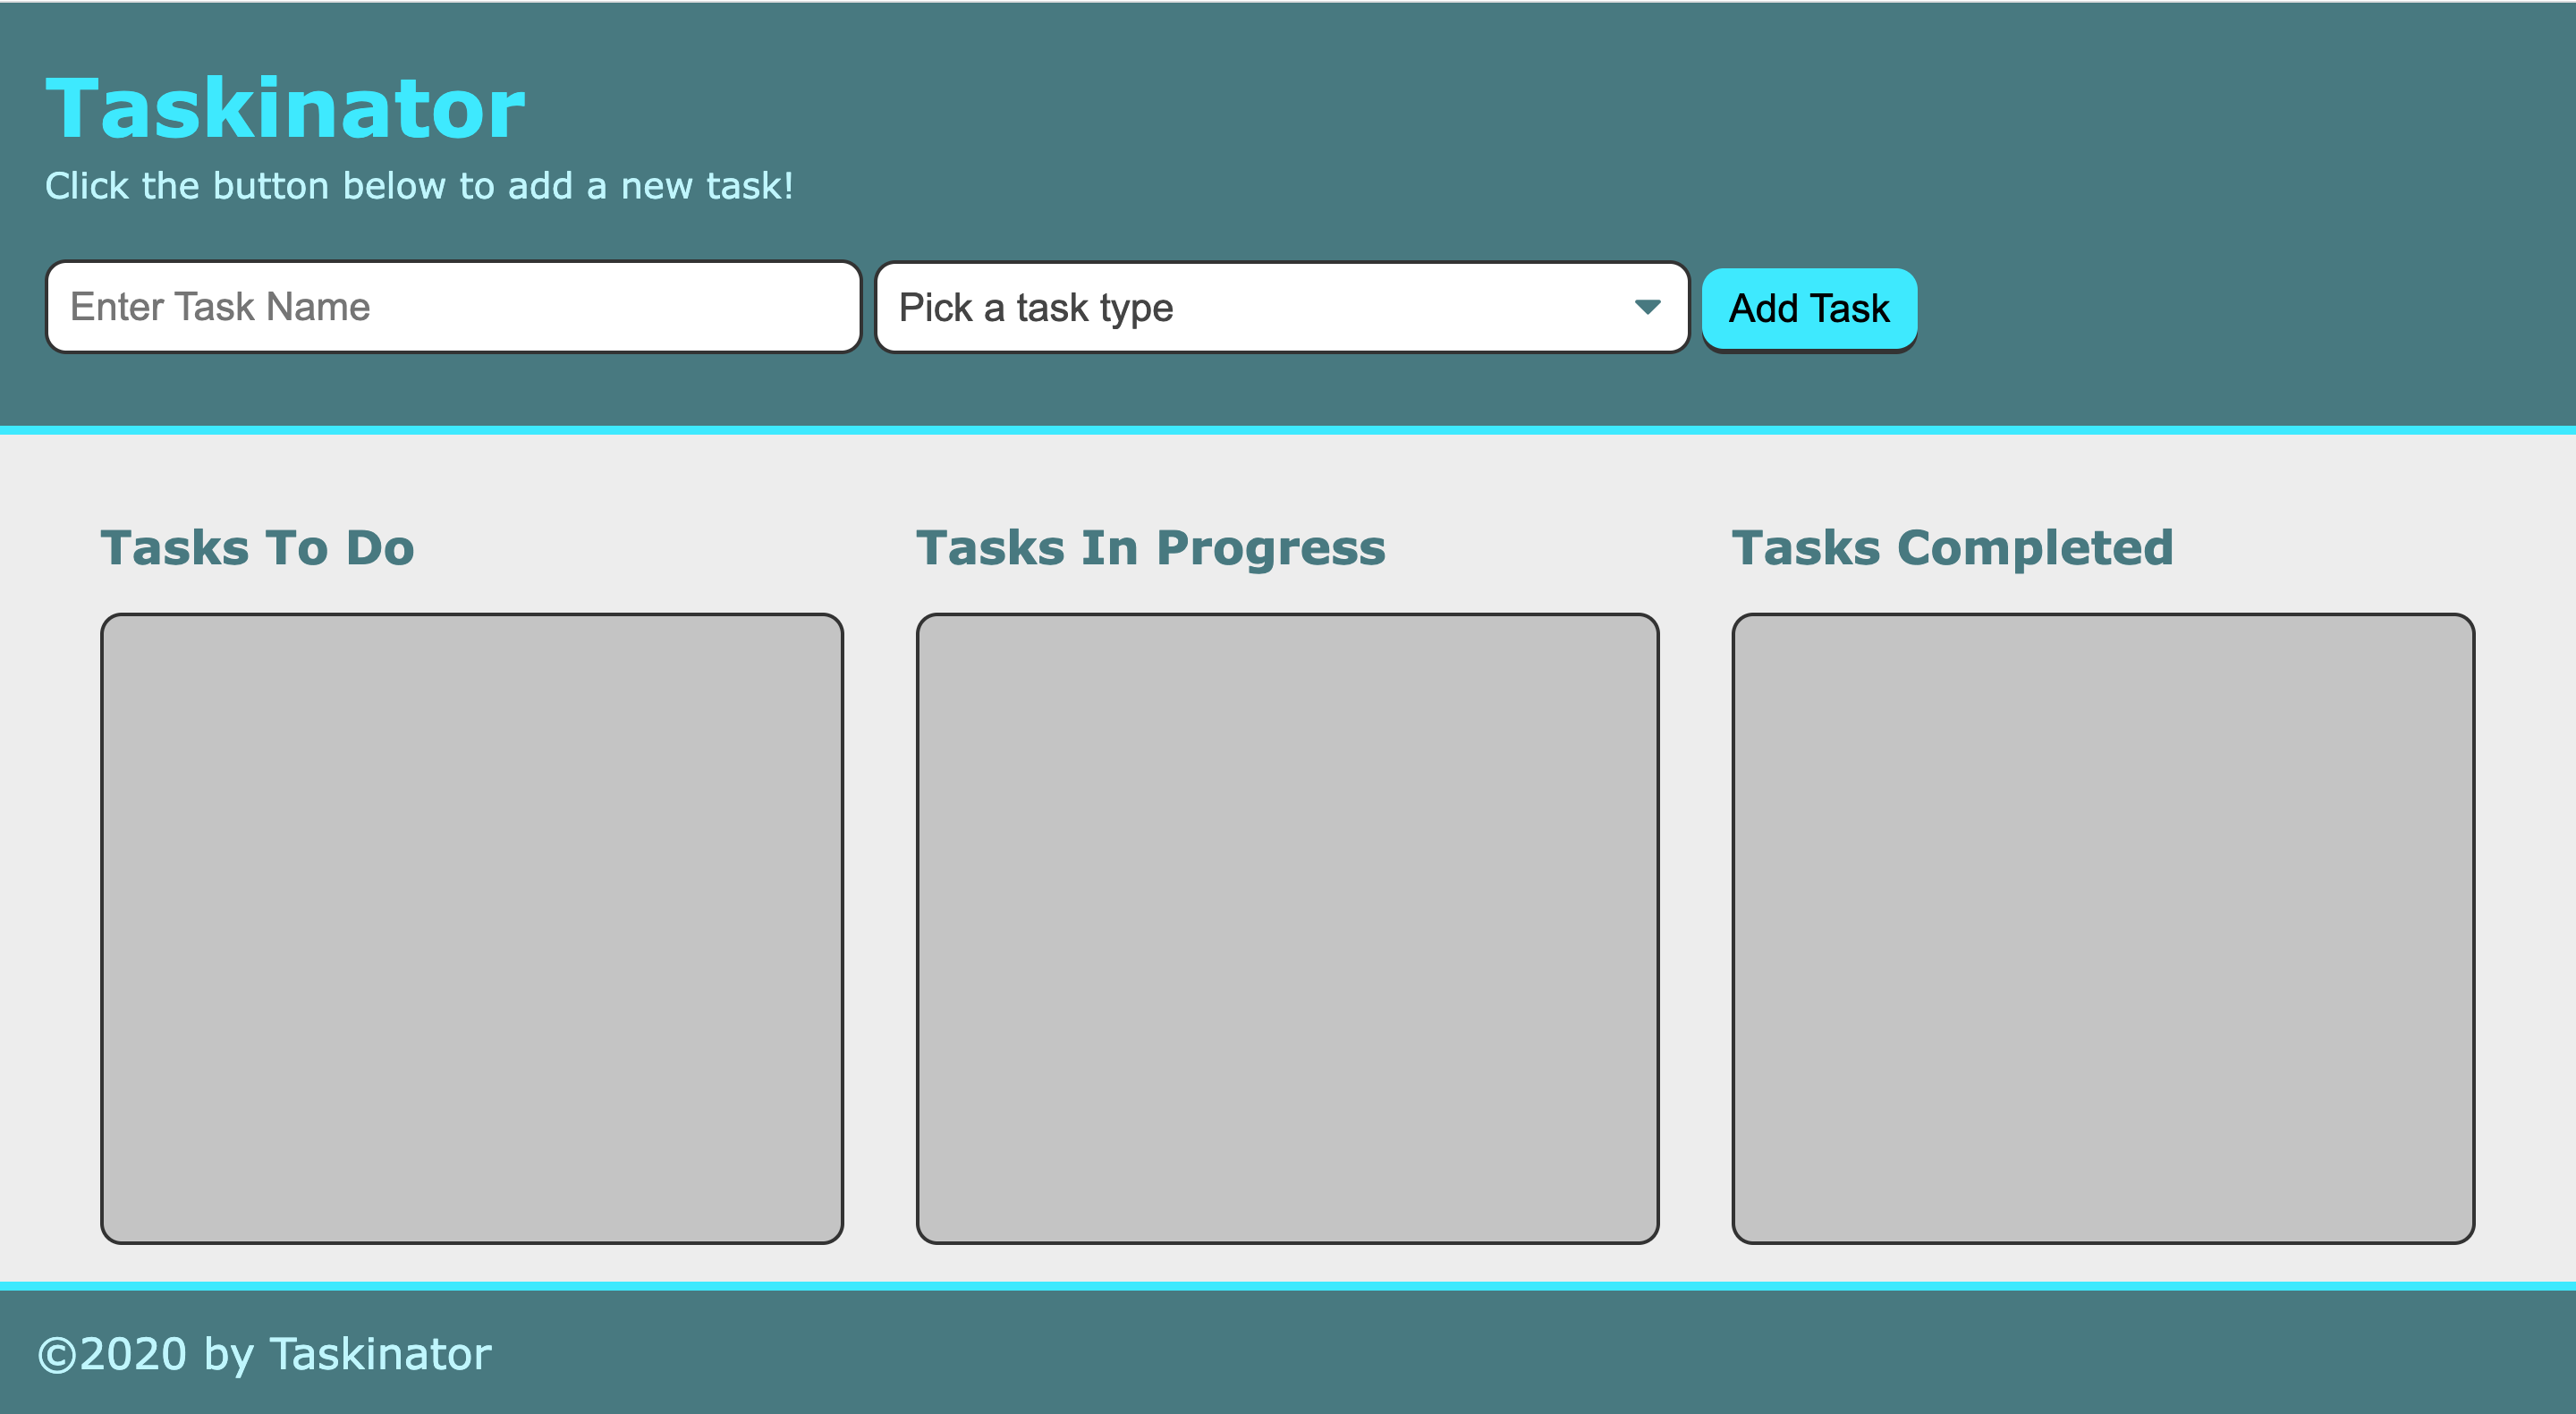 Taskinator
Click the button below to add a new task!
Enter Task Name
Pick a task type
Add Task
Tasks To Do
Tasks In Progress
Tasks Completed
©2020 by Taskinator